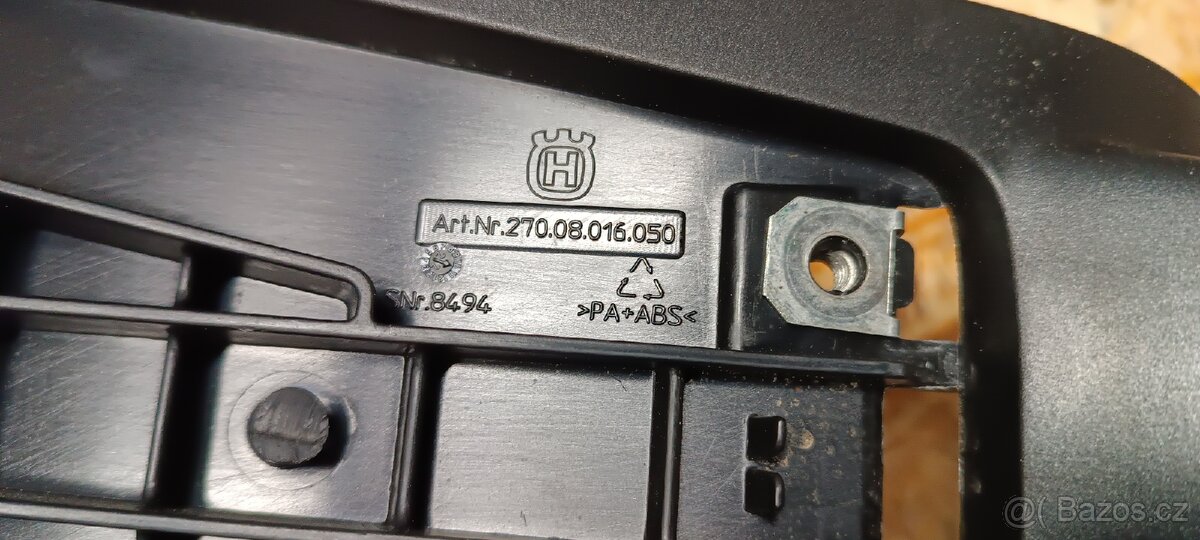 H
Art.Nr.270.08.016.050
SNr.8494
>PA+ABS<
@( Bazos.cz